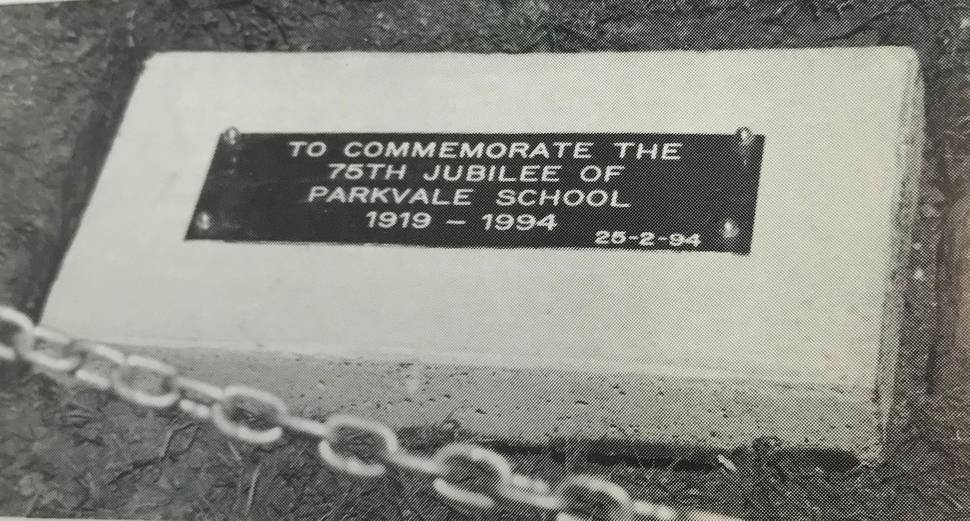 TO COMMEMORATE THE
75TH JUBILEE OF
PARKVALE SCHOOL
1919 - 1994
25-2-94